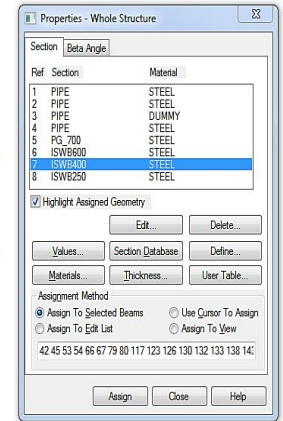 Properties - Whole Structure
Section Beta Angle
Ref Section Material
1 PIPE STEEL
2 PIPE STEEL
3 PIPE DUMMY
4 PIPE STEEL
5 PG_700 STEEL
6 ISWB600 STEEL
7 ISWB400 STEEL
8 ISWB250 STEEL
Highlight Assigned Geometry
Edit... Delete...
Values... Section Database Define...
Materials... Thickness... User Table...
Assignment Method
Assign To Selected Beams Use Cursor To Assign
Assign To Edit List Assign To View
42 45 53 54 66 67 79 80 117 123 126 130 132 133 138
Assign Close Help